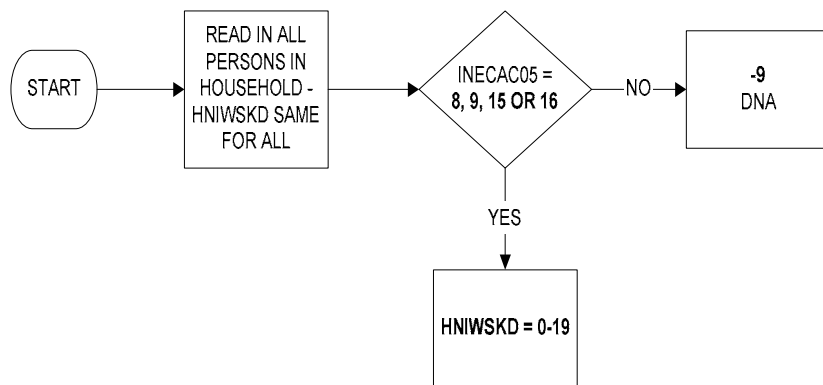 START
READ IN ALL
PERSONS IN
HOUSEHOLD -
HNIWSKD SAME
FOR ALL
INECAC05 =
8, 9, 15 OR 16
NO
-9
DNA
YES
HNIWSKD = 0-19